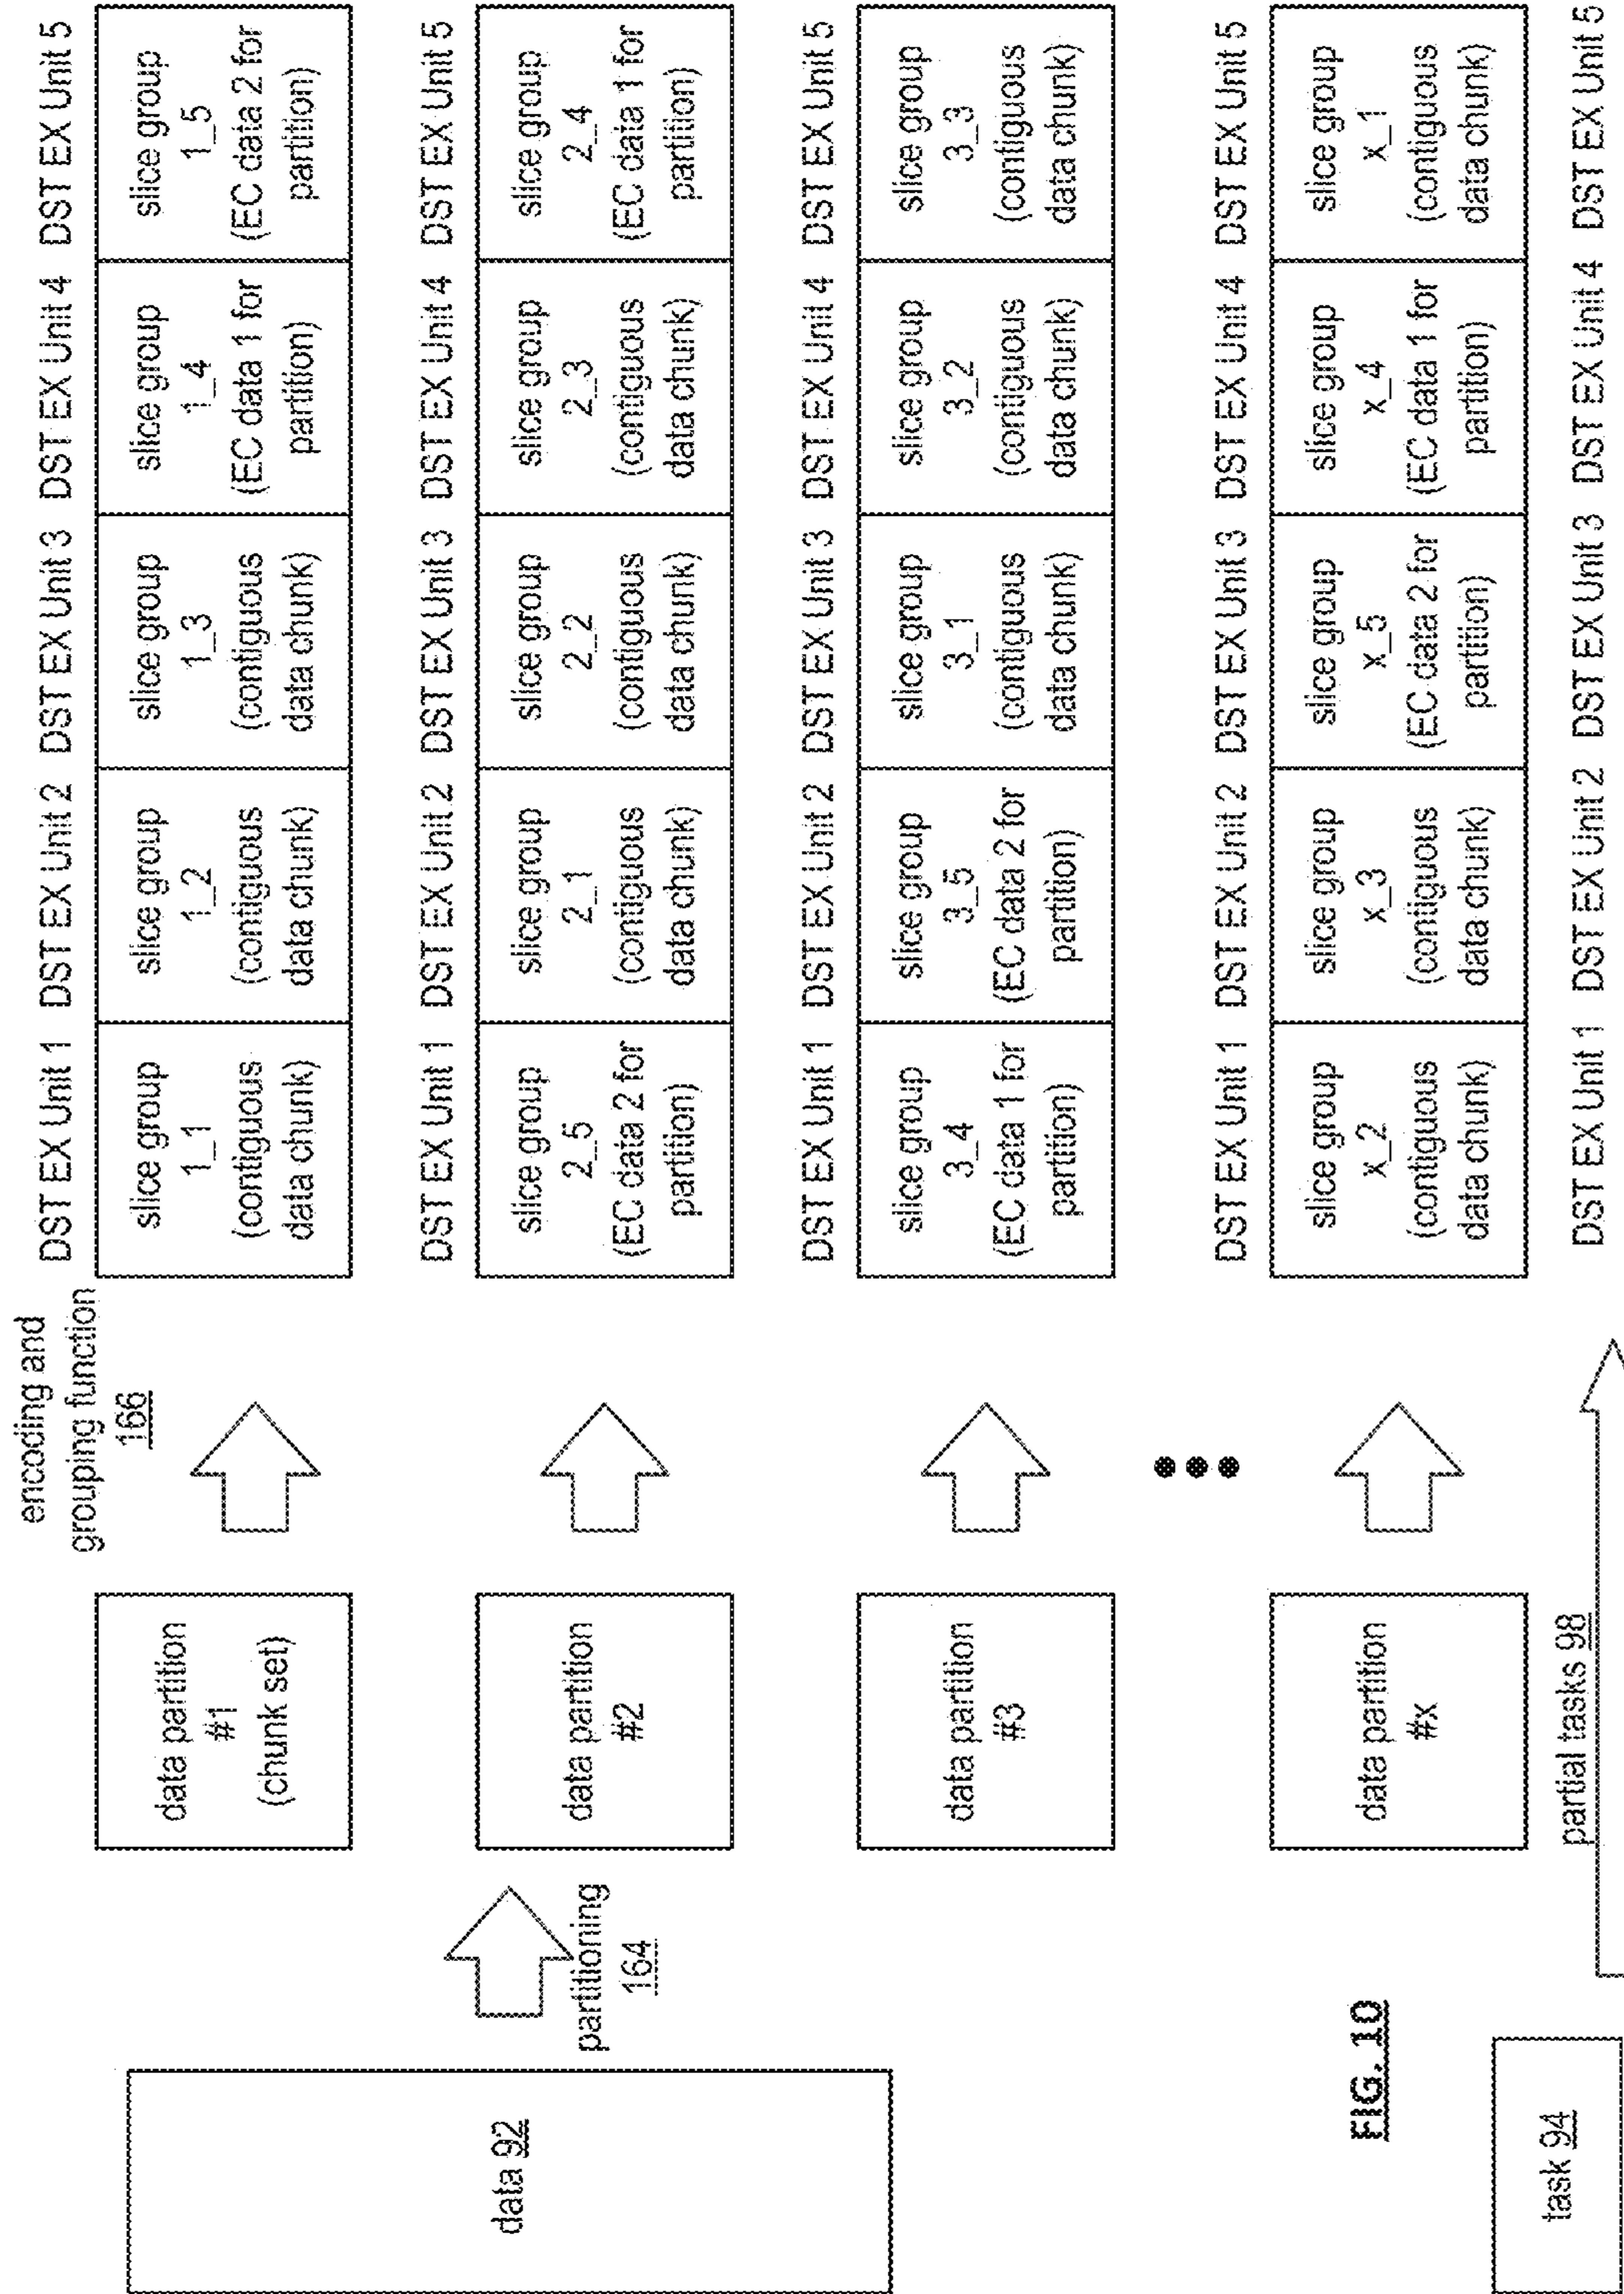 encoding and
grouping function
166
DST EX Unit 1 DST EX Unit 2 DST EX Unit 3 DST EX Unit 4 DST EX Unit 5
data partition
#1
(chunk set)
slice group
1_1
(contiguous
data chunk)
slice group
1_2
(contiguous
data chunk)
slice group
1_3
(contiguous
data chunk)
slice group
1_4
(EC data 1 for
partition)
slice group
1_5
(EC data 2 for
partition)
data 92
partitioning
164
DST EX Unit 1 DST EX Unit 2 DST EX Unit 3 DST EX Unit 4 DST EX Unit 5
data partition
#2
slice group
2_5
(EC data 2 for
partition)
slice group
2_1
(contiguous
data chunk)
slice group
2_2
(contiguous
data chunk)
slice group
2_3
(contiguous
data chunk)
slice group
2_4
(EC data 1 for
partition)
DST EX Unit 1 DST EX Unit 2 DST EX Unit 3 DST EX Unit 4 DST EX Unit 5
data partition
#3
slice group
3_4
(EC data 1 for
partition)
slice group
3_5
(EC data 2 for
partition)
slice group
3_1
(contiguous
data chunk)
slice group
3_2
(contiguous
data chunk)
slice group
3_3
(contiguous
data chunk)
DST EX Unit 1 DST EX Unit 2 DST EX Unit 3 DST EX Unit 4 DST EX Unit 5
data partition
#x
slice group
x_2
(contiguous
data chunk)
slice group
x_3
(contiguous
data chunk)
slice group
x_5
(EC data 2 for
partition)
slice group
x_4
(EC data 1 for
partition)
slice group
x_1
(contiguous
data chunk)
FIG. 10
task 94
partial tasks 98
DST EX Unit 1 DST EX Unit 2 DST EX Unit 3 DST EX Unit 4 DST EX Unit 5